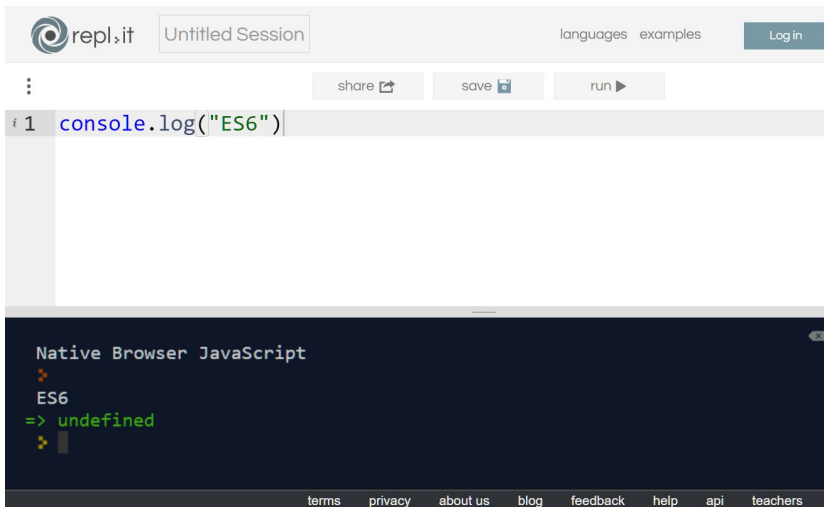 repl.it Untitled Session languages examples Log in
share save run
i 1 console.log("ES6")
Native Browser JavaScript
>
ES6
=> undefined
>
terms privacy about us blog feedback help api teachers